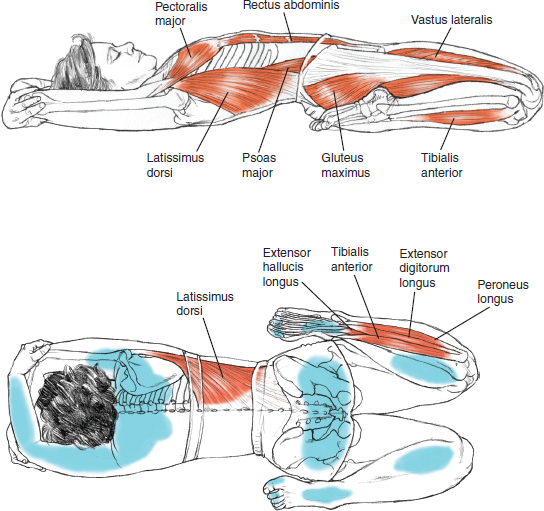 Pectoralis
major
Rectus abdominis
Vastus lateralis
Latissimus
dorsi
Psoas
major
Gluteus
maximus
Tibialis
anterior
Extensor
hallucis
longus
Tibialis
anterior
Extensor
digitorum
longus
Peroneus
longus
Latissimus
dorsi